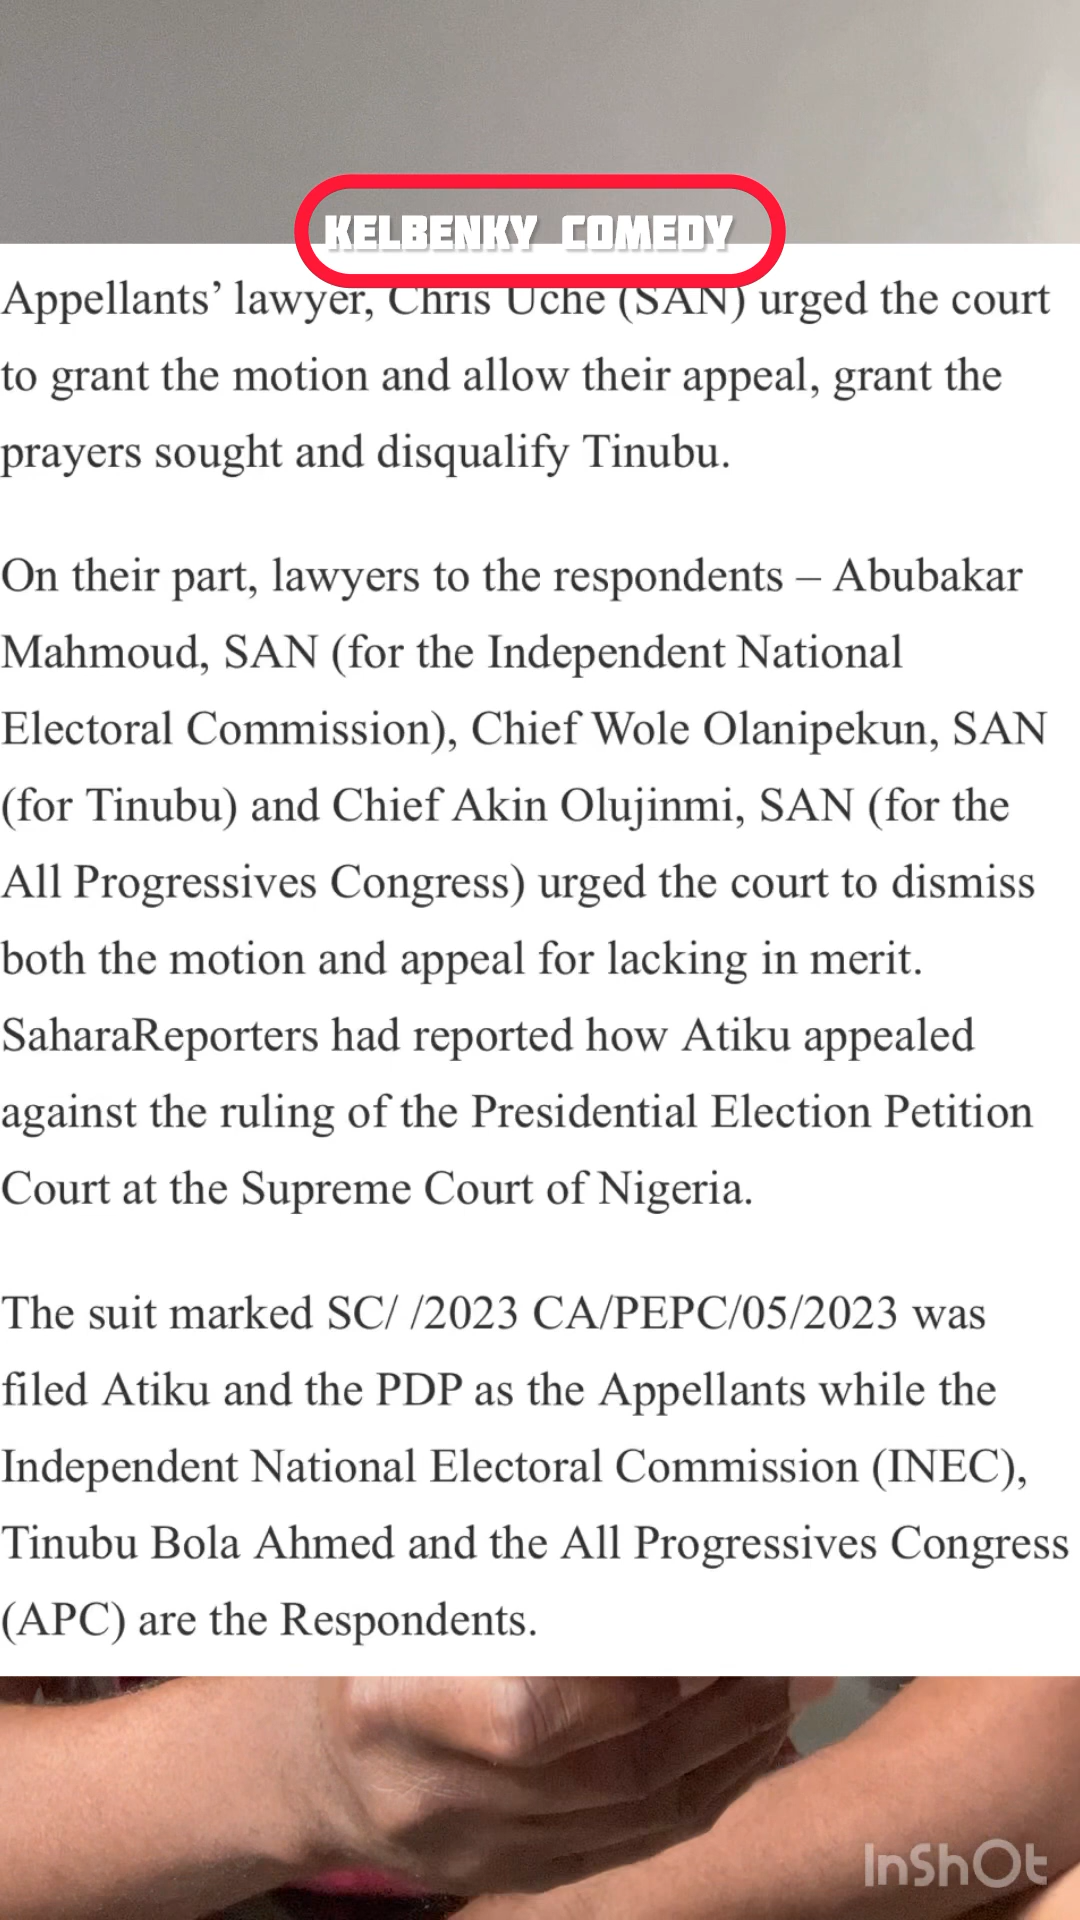 KELBENKY COMEDY
Appellants’ lawyer, Chris Uche (SAN) urged the court
to grant the motion and allow their appeal, grant the
prayers sought and disqualify Tinubu.
On their part, lawyers to the respondents – Abubakar
Mahmoud, SAN (for the Independent National
Electoral Commission), Chief Wole Olanipekun, SAN
(for Tinubu) and Chief Akin Olujinmi, SAN (for the
All Progressives Congress) urged the court to dismiss
both the motion and appeal for lacking in merit.
SaharaReporters had reported how Atiku appealed
against the ruling of the Presidential Election Petition
Court at the Supreme Court of Nigeria.
The suit marked SC/ /2023 CA/PEPC/05/2023 was
filed Atiku and the PDP as the Appellants while the
Independent National Electoral Commission (INEC),
Tinubu Bola Ahmed and the All Progressives Congress
(APC) are the Respondents.
InShOt